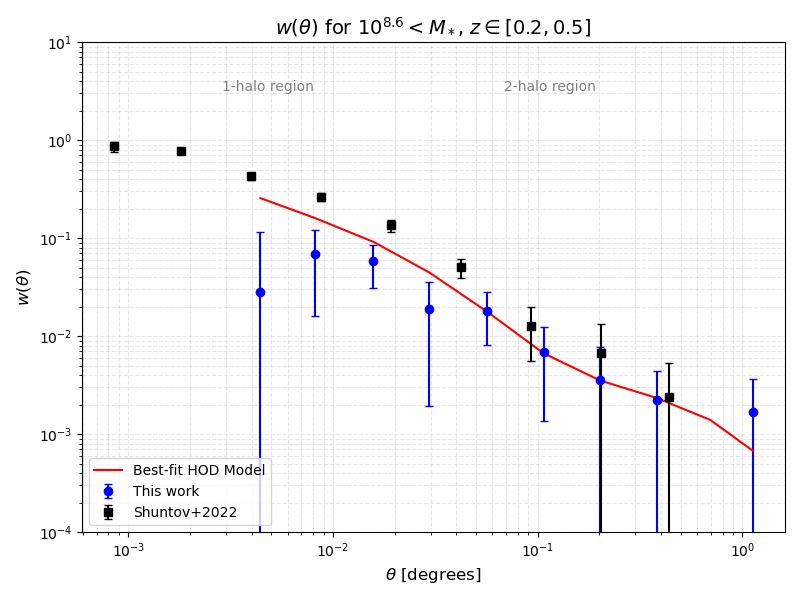 w(θ) for 10^8.6 < M_*, z ∈ [0.2, 0.5]
10^1
1-halo region
2-halo region
10^0
10^-1
w(θ)
10^-2
10^-3
Best-fit HOD Model
This work
Shuntov+2022
10^-4
10^-3
10^-2
10^-1
10^0
θ [degrees]